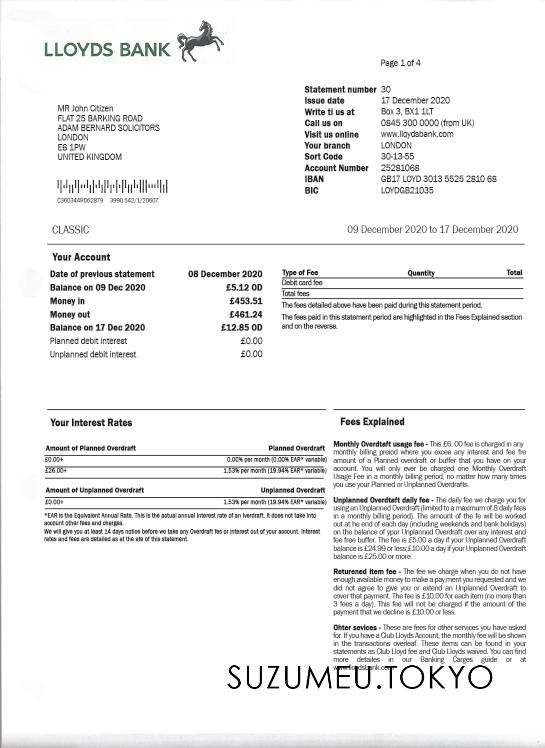 LLOYDS BANK
Page 1 of 4
Statement number 30
Issue date 17 December 2020
Write ti us at Box 3, BX1 1LT
Call us on 0845 300 0000 (from UK)
Visit us online www.lloydsbank.com
Your branch LONDON
Sort Code 30-13-55
Account Number 25281068
IBAN GB17 LOYD 3013 5525 2810 68
BIC LOYDGB21035
MR John Citizen
FLAT 25 BARKING ROAD
ADAM BERNARD SOLICITORS
LONDON
E6 1PW
UNITED KINGDOM
C360344RD62879 3990 542/1/20607
CLASSIC
09 December 2020 to 17 December 2020
Your Account
Date of previous statement 08 December 2020
Balance on 09 Dec 2020 £5.12 OD
Money in £453.51
Money out £461.24
Balance on 17 Dec 2020 £12.85 OD
Planned debit interest £0.00
Unplanned debit interest £0.00
Type of Fee Quantity Total
Debit card fee
Total fees
The fees detailed above have been paid during this statement period.
The fees paid in this statement period are highlighted in the Fees Explained section
and on the reverse.
Your Interest Rates
Amount of Planned Overdraft Planned Overdraft
£0.00+ 0.00% per month (0.00% EAR* variable)
£26.00+ 1.53% per month (19.94% EAR* variable)
Amount of Unplanned Overdraft Unplanned Overdraft
£0.00+ 1.53% per month (19.94% EAR* variable)
*EAR is the Equivalent Annual Rate. This is the actual annual interest rate of an Iverdraft. It does not take into
account other fees and charges.
We will give you at least 14 days notice before we take any Overdraft fes or interest out of your account. Interest
rates and fees are detailed as at the ste of this statement.
Fees Explained
Monthly Overdtaft usage fee - This £6. 00 fee is charged in any
monthly billing preiod where you excee any interest and fee fre
amount of a Planned overdraft or buffer that you have on your
account. You will only ever be charged one Monthly Overdraft
Usage Fee in a monthly billing period, no matter how many times
you use your Planned or Unplanned Overdrafts.
Unplanned Overdtaft daily fee - The daily fee we charge you for
using an Unplanned Overdraft (limited to a maximum of 8 daily fees
in a monthly billing period). The amount of the fe will be worked
out at he end of each day (including weekends and bank holidays)
on the balance of ypur Unplanned Overdraft over any interest and
fee free buffer. The fee is £5.00 a day if your Unplanned Overdraft
balance is £24.99 or less;£10.00 a day if your Unplanned Overdraft
balance is £25.00 or more.
Returened item fee - The fee we charge when you do not have
enough available money to make a pay,ment you requested and we
did not agree to give you or extend an Unplanned Overdraft to
cover that payment. The fee is £10.00 for each item (no more than
3 fees a day). This fee will not be charged if the amount of the
payment that we decline is £10.00 or less.
Ohter sevices - These are fees for other services you have asked
for. If you have a Club Lloyds Account, the monthly fee will be shown
in the transactions overleaf. These items can be found in your
statements as Club Lloyd fee and Club Lloyds waived. You can find
more detailes in our Banking Carges guide or at
www.lloydsbank.com
SUZUMEU.TOKYO